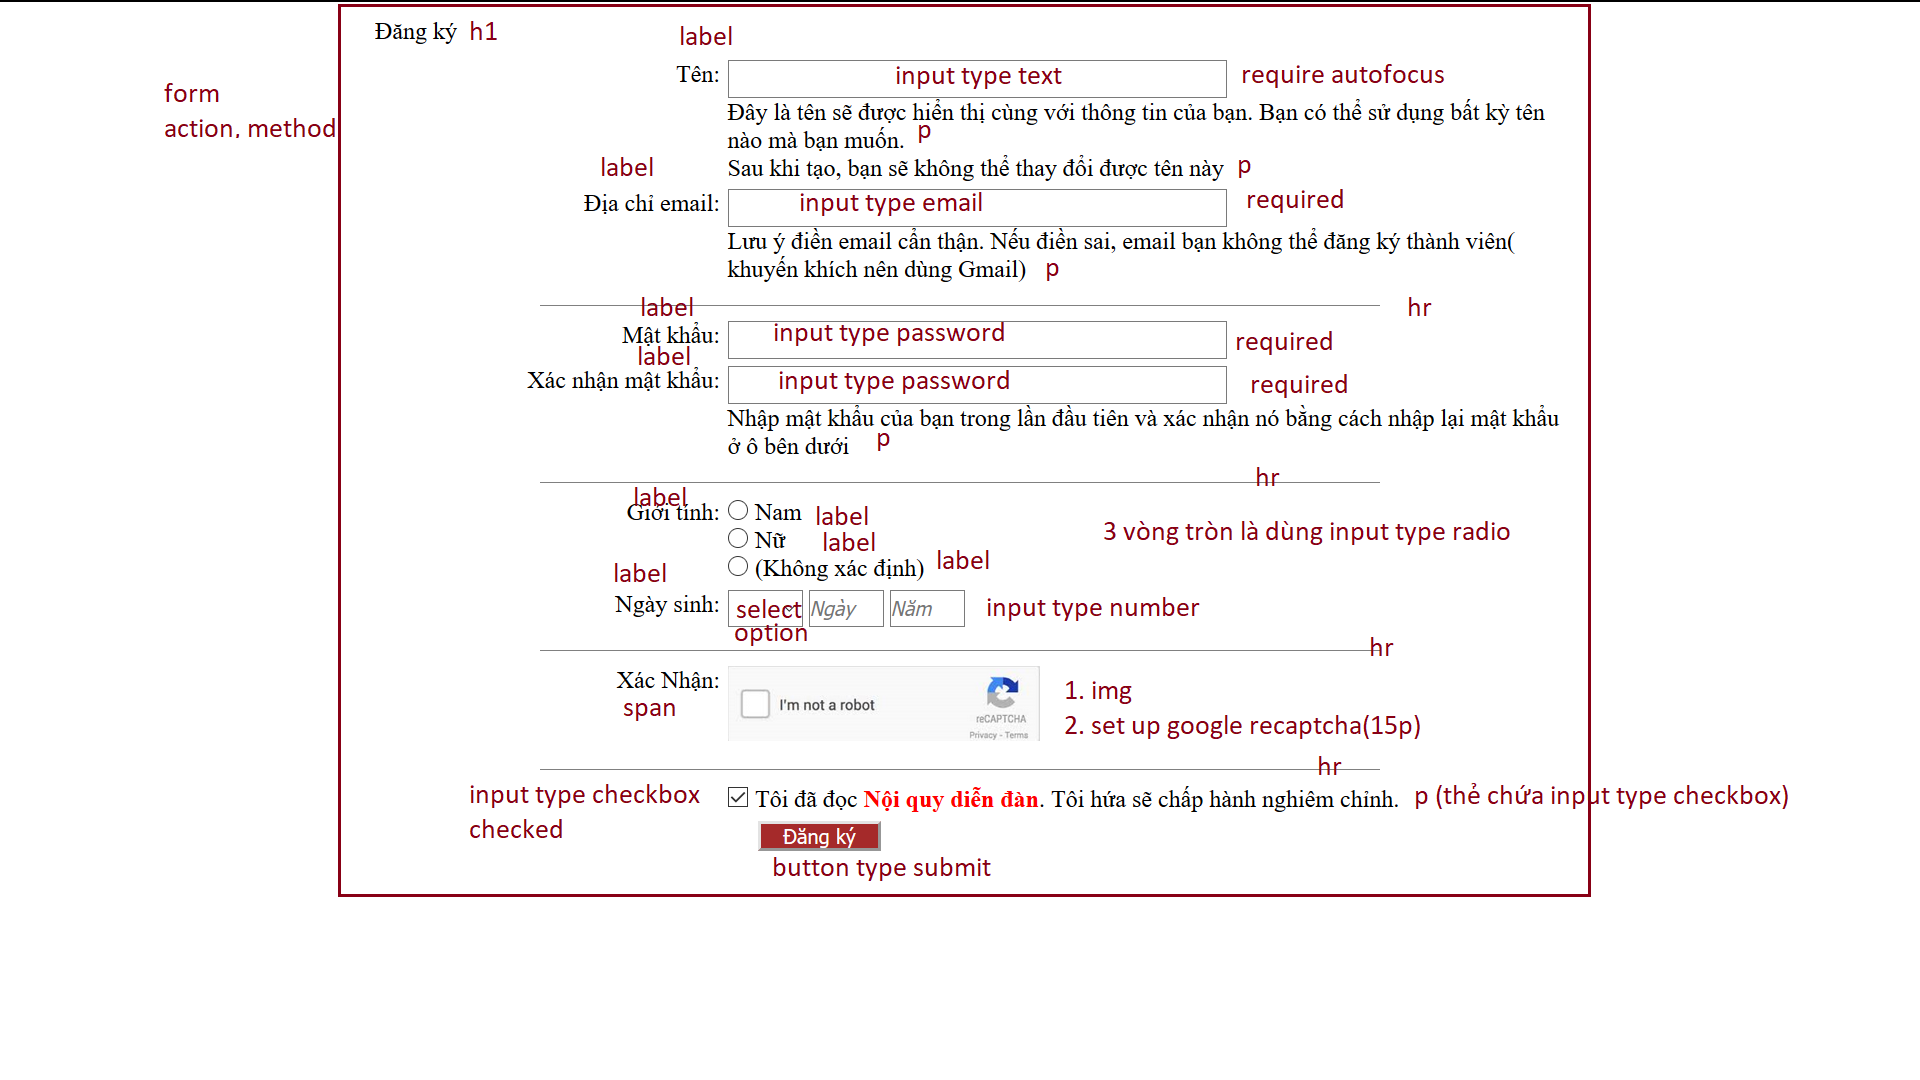 Đăng ký h1
label
form
action, method
Tên: input type text require autofocus
Đây là tên sẽ được hiển thị cùng với thông tin của bạn. Bạn có thể sử dụng bất kỳ tên
nào mà bạn muốn. p
label Sau khi tạo, bạn sẽ không thể thay đổi được tên này p
Địa chỉ email: input type email required
Lưu ý điền email cẩn thận. Nếu điền sai, email bạn không thể đăng ký thành viên(
khuyến khích nên dùng Gmail) p
label hr
Mật khẩu: input type password required
label
Xác nhận mật khẩu: input type password required
Nhập mật khẩu của bạn trong lần đầu tiên và xác nhận nó bằng cách nhập lại mật khẩu
ở ô bên dưới p
hr
label
Giới tính: Nam label
Nữ label 3 vòng tròn là dùng input type radio
(Không xác định) label
label
Ngày sinh: select Ngày Năm input type number
option
hr
Xác Nhận:
span
I'm not a robot
reCAPTCHA
Privacy - Terms
1. img
2. set up google recaptcha(15p)
hr
input type checkbox
checked
Tôi đã đọc Nội quy diễn đàn. Tôi hứa sẽ chấp hành nghiêm chỉnh. p (thẻ chứa input type checkbox)
Đăng ký
button type submit